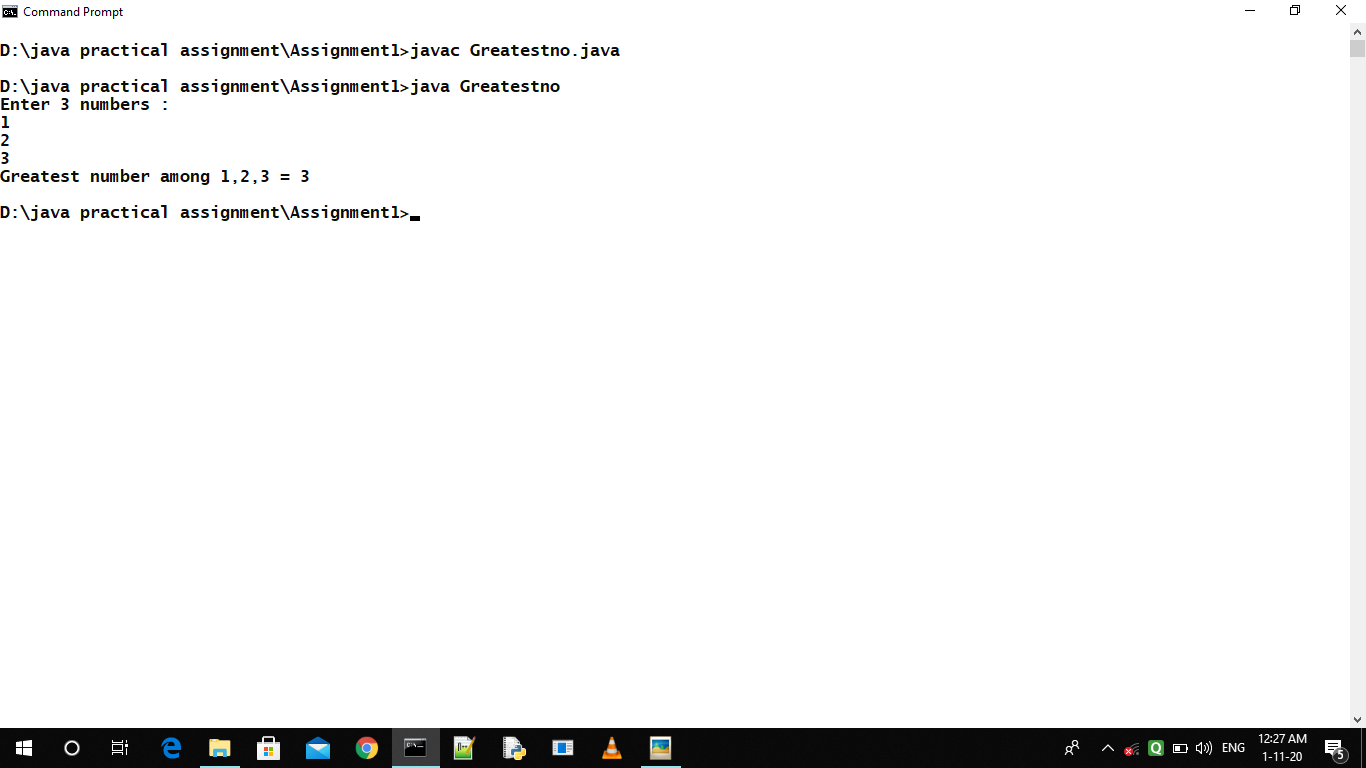 Command Prompt
D:\java practical assignment\Assignment1>javac Greatestno.java
D:\java practical assignment\Assignment1>java Greatestno
Enter 3 numbers :
1
2
3
Greatest number among 1,2,3 = 3
D:\java practical assignment\Assignment1>
ENG
12:27 AM
1-11-20
5